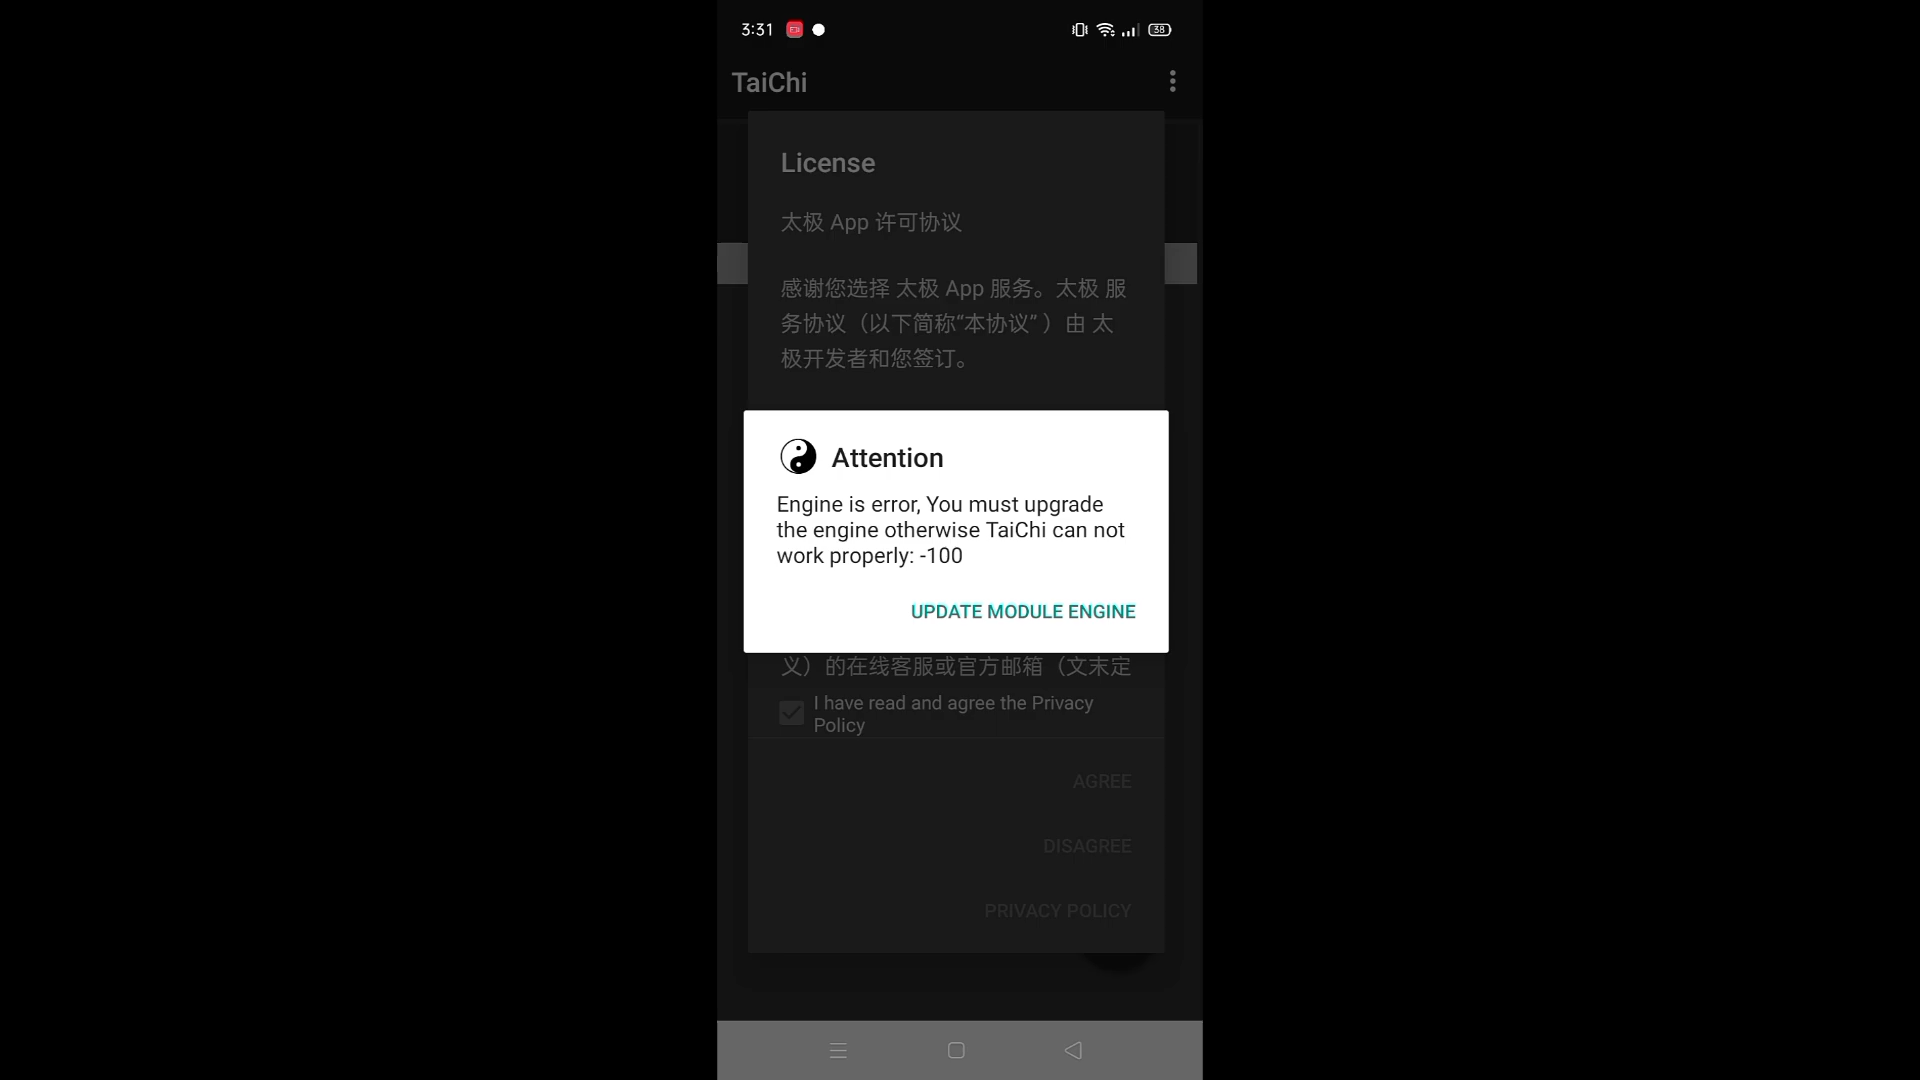 3:31
38
TaiChi
License
太极 App 许可协议
感谢您选择 太极 App 服务。太极 服
务协议（以下简称“本协议” ）由 太
极开发者和您签订。
Attention
Engine is error, You must upgrade
the engine otherwise TaiChi can not
work properly: -100
UPDATE MODULE ENGINE
义）的在线客服或官方邮箱（文末定
I have read and agree the Privacy
Policy
AGREE
DISAGREE
PRIVACY POLICY